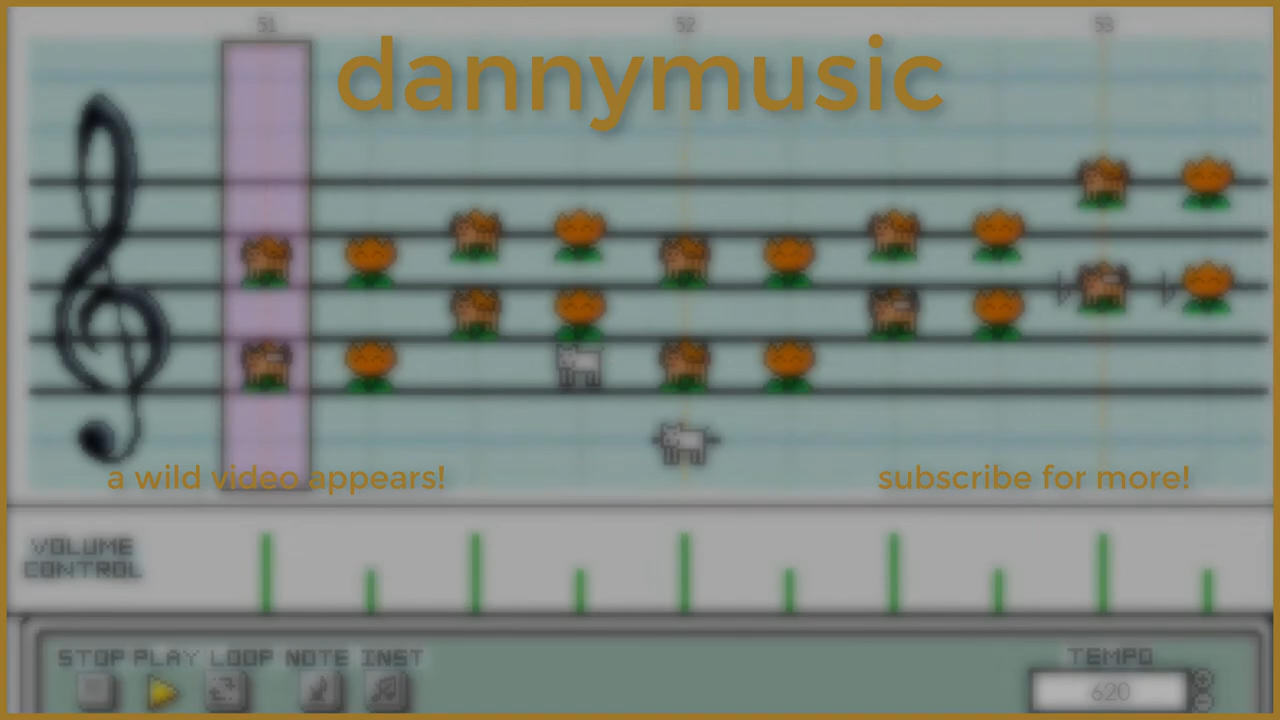 51 52 53
dannymusic
a wild video appears! subscribe for more!
VOLUME
CONTROL
STOP PLAY LOOP NOTE INST TEMPO
620